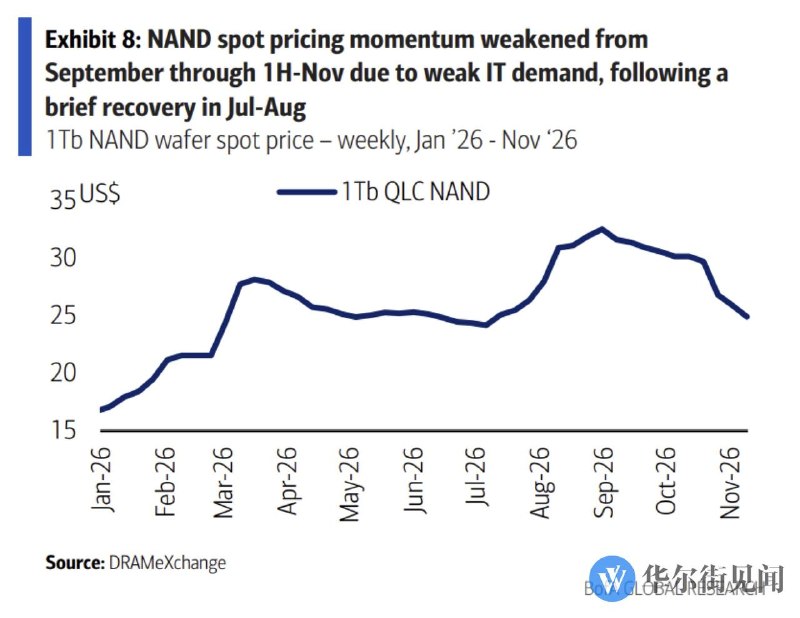 Exhibit 8: NAND spot pricing momentum weakened from
September through 1H-Nov due to weak IT demand, following a
brief recovery in Jul-Aug
1Tb NAND wafer spot price – weekly, Jan ’26 - Nov ‘26
35 US$
1Tb QLC NAND
30
25
20
15
Jan-26
Feb-26
Mar-26
Apr-26
May-26
Jun-26
Jul-26
Aug-26
Sep-26
Oct-26
Nov-26
Source: DRAMeXchange
BofA GLOBAL RESEARCH
华尔街见闻